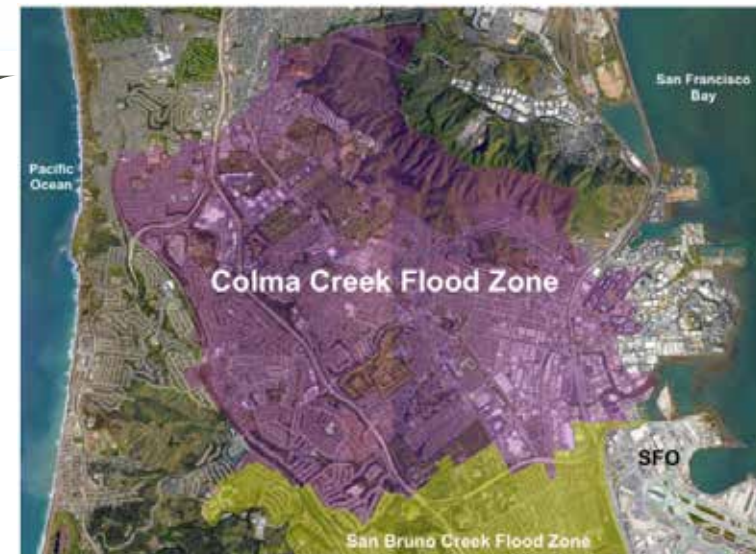 San Francisco
Bay
Pacific
Ocean
Colma Creek Flood Zone
SFO
San Bruno Creek Flood Zone